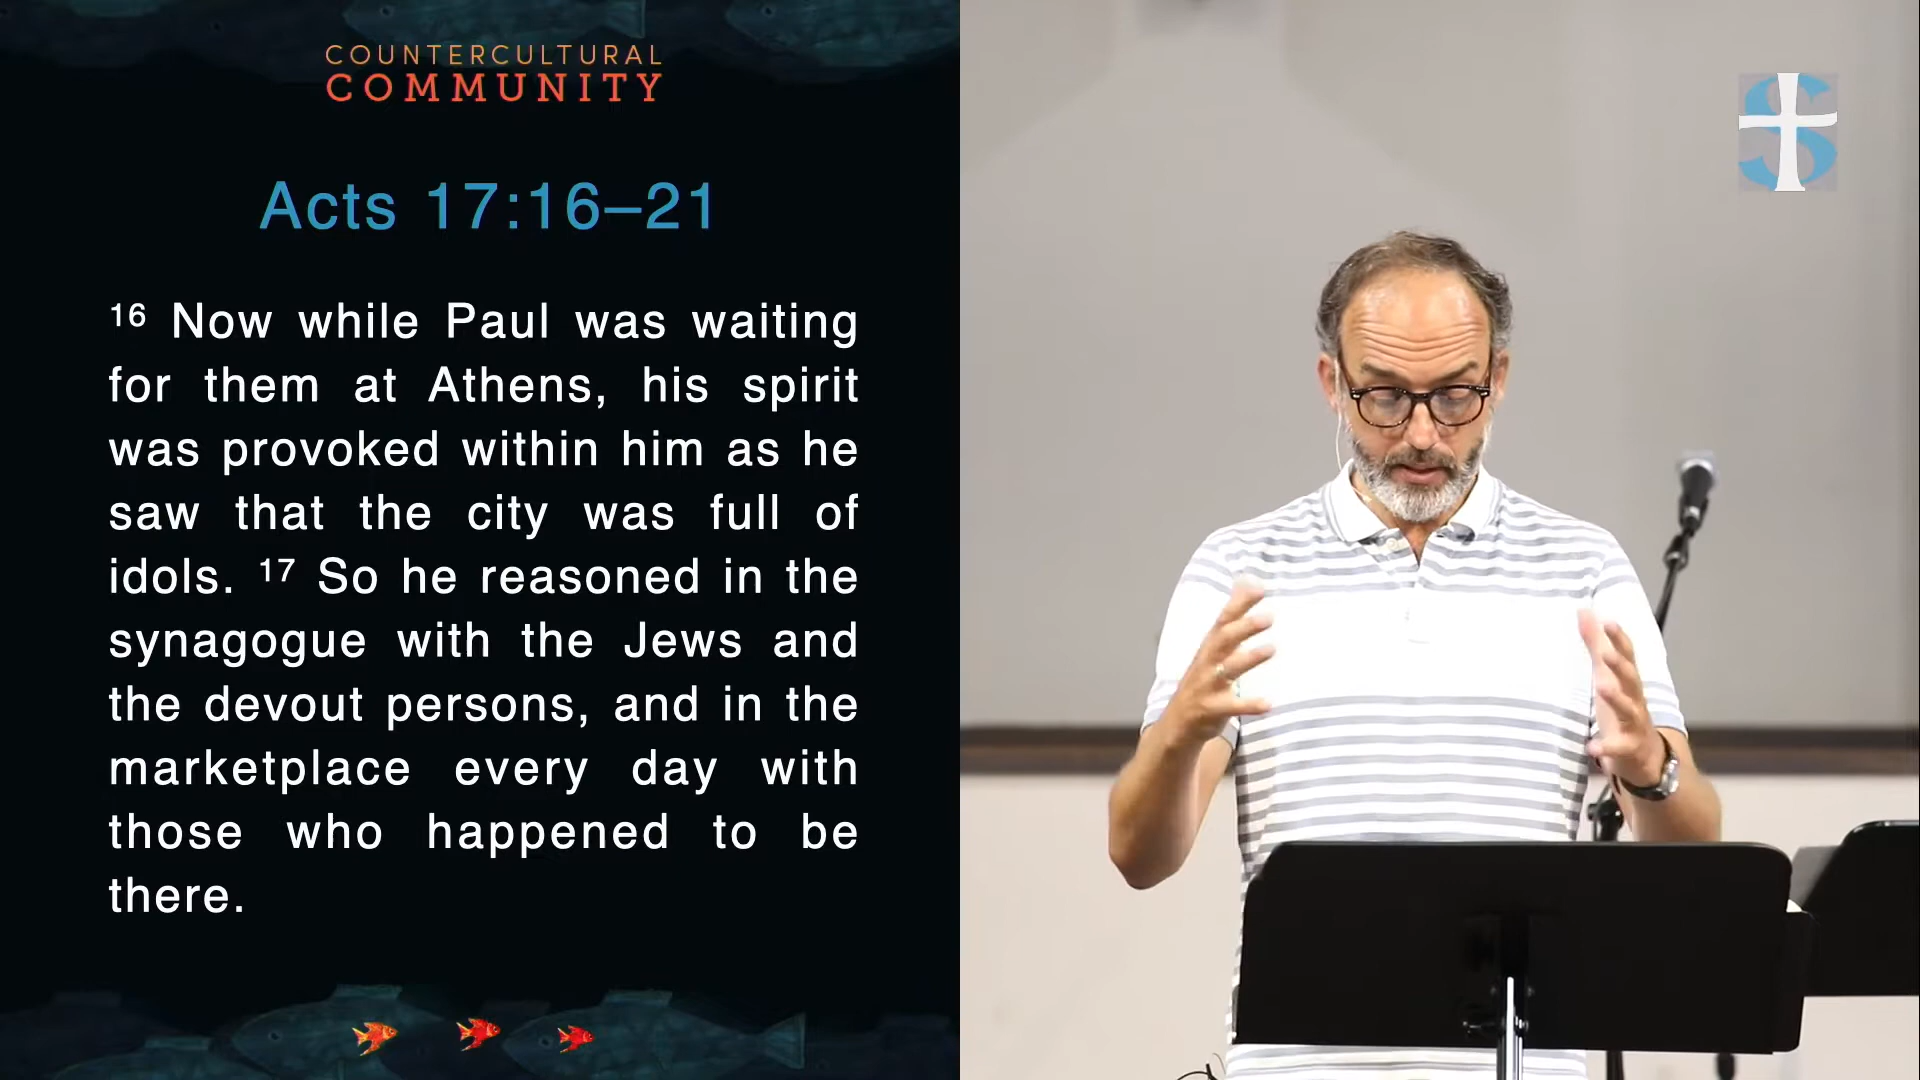 COUNTERCULTURAL
COMMUNITY
Acts 17:16–21
16 Now while Paul was waiting
for them at Athens, his spirit
was provoked within him as he
saw that the city was full of
idols. 17 So he reasoned in the
synagogue with the Jews and
the devout persons, and in the
marketplace every day with
those who happened to be
there.
S